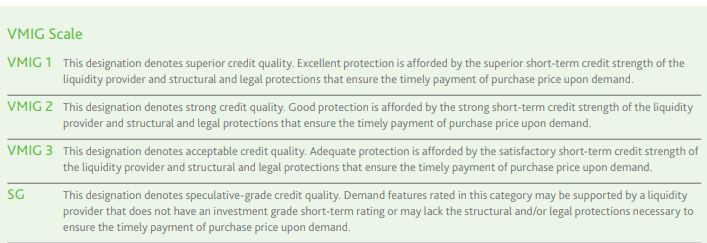 VMIG Scale
VMIG 1 This designation denotes superior credit quality. Excellent protection is afforded by the superior short-term credit strength of the
liquidity provider and structural and legal protections that ensure the timely payment of purchase price upon demand.
VMIG 2 This designation denotes strong credit quality. Good protection is afforded by the strong short-term credit strength of the liquidity
provider and structural and legal protections that ensure the timely payment of purchase price upon demand.
VMIG 3 This designation denotes acceptable credit quality. Adequate protection is afforded by the satisfactory short-term credit strength of
the liquidity provider and structural and legal protections that ensure the timely payment of purchase price upon demand.
SG This designation denotes speculative-grade credit quality. Demand features rated in this category may be supported by a liquidity
provider that does not have an investment grade short-term rating or may lack the structural and/or legal protections necessary to
ensure the timely payment of purchase price upon demand.